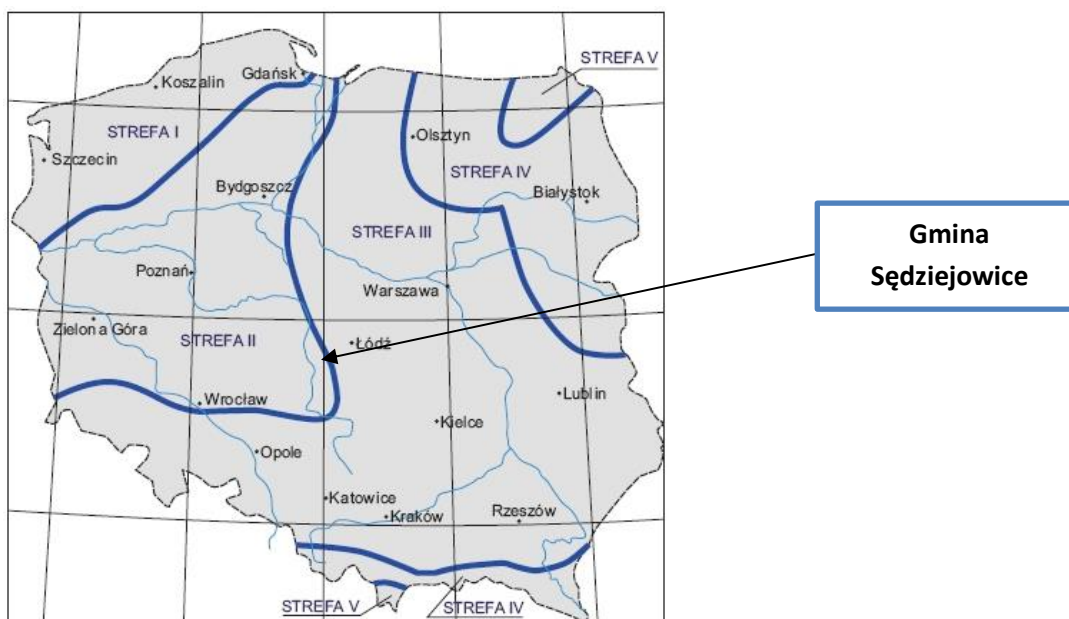 STREFA V
Gdańsk
Koszalin
STREFA I
Olsztyn
Szczecin
STREFA IV
Bydgoszcz
Białystok
STREFA III
Gmina
Sędziejowice
Poznań
Warszawa
Zielona Góra
STREFA II
Łódź
Wrocław
Lublin
Kielce
Opole
Katowice
Kraków
Rzeszów
STREFA V
STREFA IV